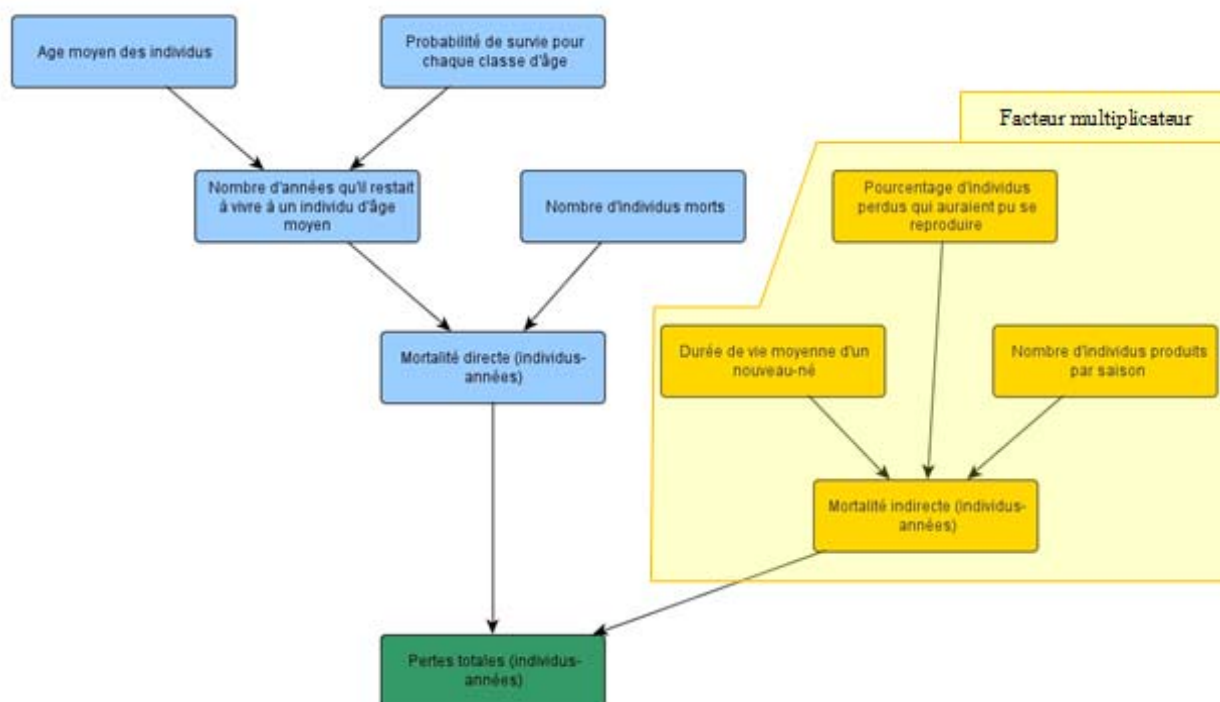 Age moyen des individus
Probabilité de survie pour
chaque classe d'âge
Facteur multiplicateur
Nombre d'années qu'il restait
à vivre à un individu d'âge
moyen
Nombre d'individus morts
Pourcentage d'individus
perdus qui auraient pu se
reproduire
Mortalité directe (individus-
années)
Durée de vie moyenne d'un
nouveau-né
Nombre d'individus produits
par saison
Mortalité indirecte (individus-
années)
Pertes totales (individus-
années)